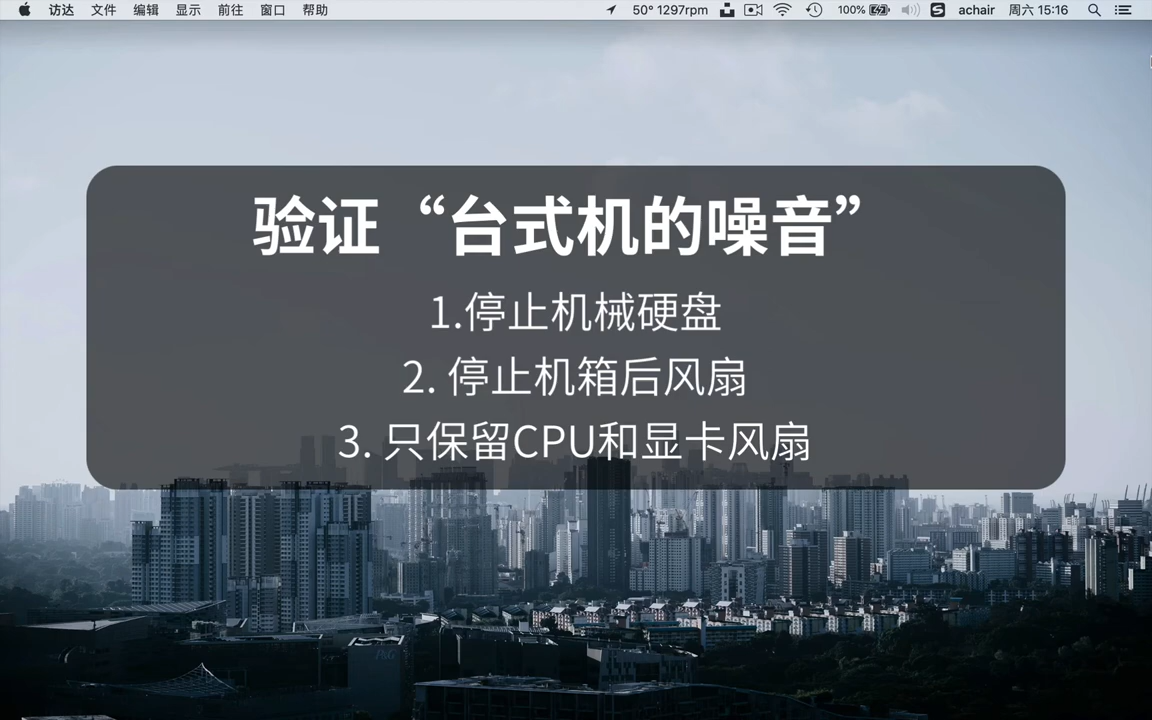 访达 文件 编辑 显示 前往 窗口 帮助 50° 1297rpm 100% achair 周六 15:16
验证“台式机的噪音”
1.停止机械硬盘
2. 停止机箱后风扇
3. 只保留CPU和显卡风扇
P&G